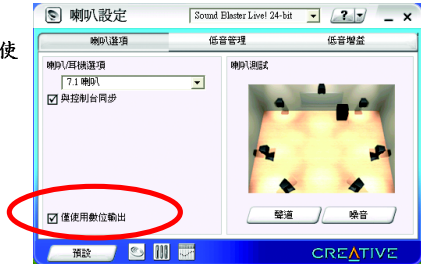 使
喇叭設定
Sound Blaster Live! 24-bit
?
喇叭選項
低音管理
低音增益
喇叭/耳機選項
7.1 喇叭
與控制台同步
僅使用數位輸出
喇叭測試
聲道
噪音
預設
CREATIVE